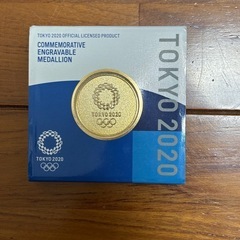 TOKYO 2020 OFFICIAL LICENSED PRODUCT
COMMEMORATIVE
ENGRAVABLE
MEDALLION
TOKYO 2020
TOKYO 2020
TOKYO 2020